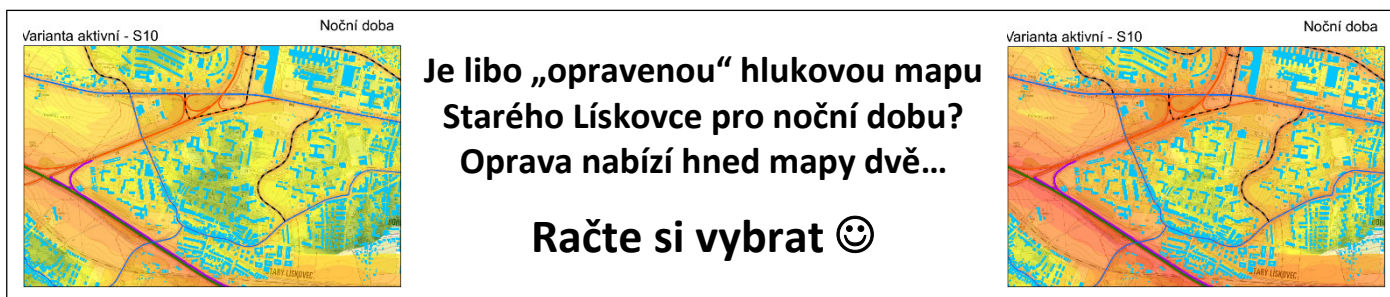 Varianta aktivní - S10
Noční doba
STARÝ LÍSKOVEC
Je libo „opravenou“ hlukovou mapu
Starého Lískovce pro noční dobu?
Oprava nabízí hned mapy dvě…
Račte si vybrat ☺
Varianta aktivní - S10
Noční doba
STARÝ LÍSKOVEC